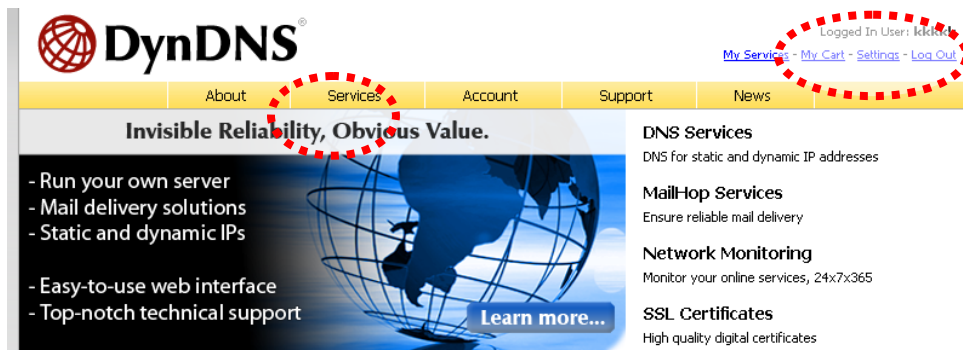 DynDNS®
Logged In User: kkkkk
My Services - My Cart - Settings - Log Out
About Services Account Support News
Invisible Reliability, Obvious Value.
- Run your own server
- Mail delivery solutions
- Static and dynamic IPs
- Easy-to-use web interface
- Top-notch technical support
Learn more...
DNS Services
DNS for static and dynamic IP addresses
MailHop Services
Ensure reliable mail delivery
Network Monitoring
Monitor your online services, 24x7x365
SSL Certificates
High quality digital certificates